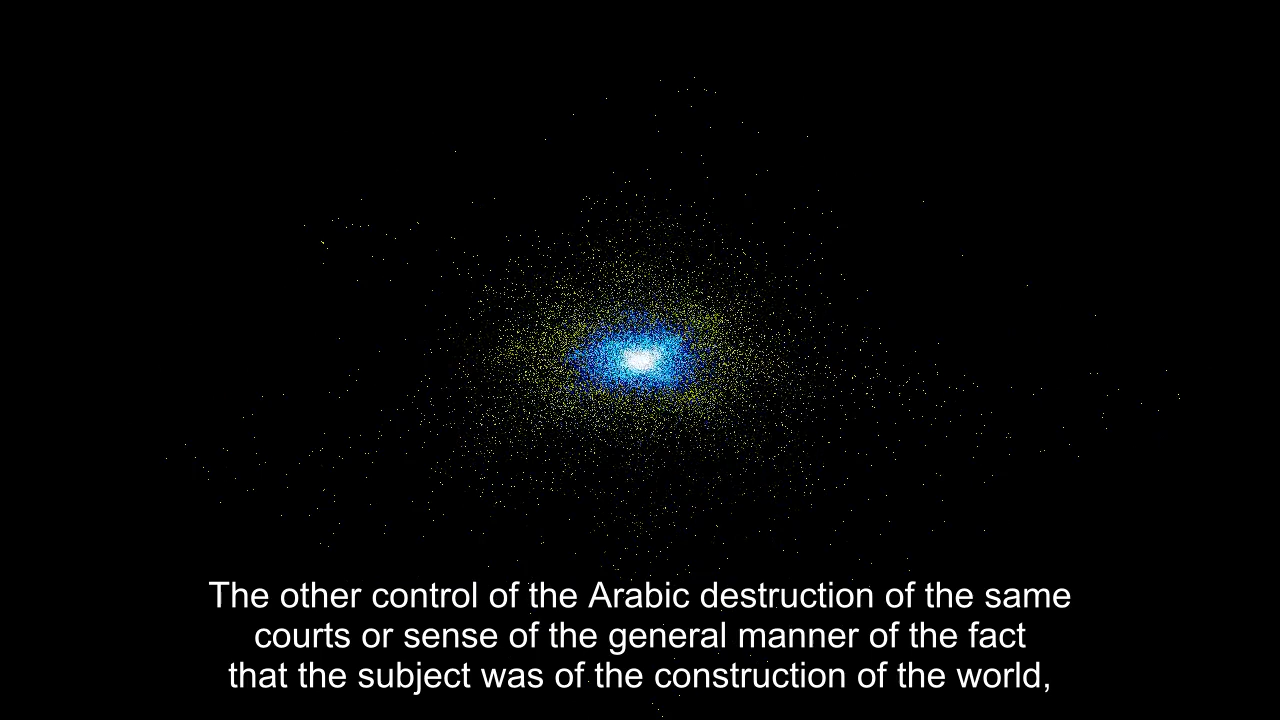 The other control of the Arabic destruction of the same
courts or sense of the general manner of the fact
that the subject was of the construction of the world,